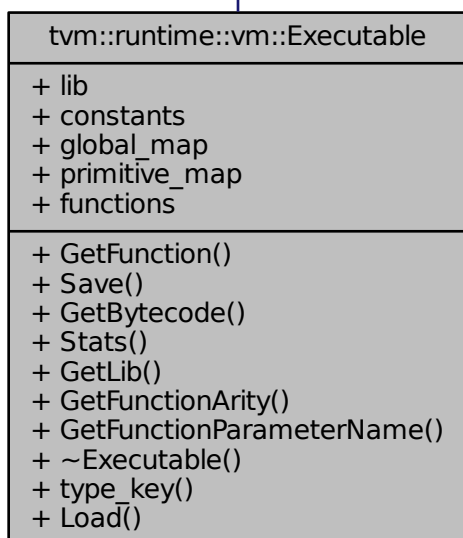 tvm::runtime::vm::Executable
+ lib
+ constants
+ global_map
+ primitive_map
+ functions
+ GetFunction()
+ Save()
+ GetBytecode()
+ Stats()
+ GetLib()
+ GetFunctionArity()
+ GetFunctionParameterName()
+ ~Executable()
+ type_key()
+ Load()